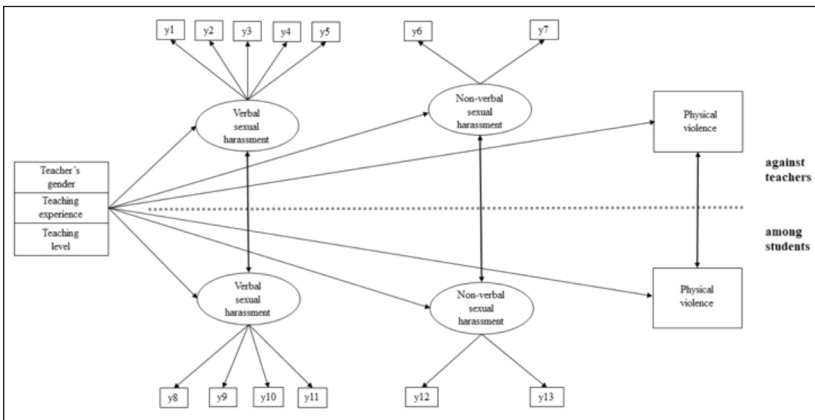 y1
y2
y3
y4
y5
y6
y7
Verbal
sexual
harassment
Non-verbal
sexual
harassment
Physical
violence
Teacher´s
gender
Teaching
experience
Teaching
level
against
teachers
among
students
Verbal
sexual
harassment
Non-verbal
sexual
harassment
Physical
violence
y8
y9
y10
y11
y12
y13